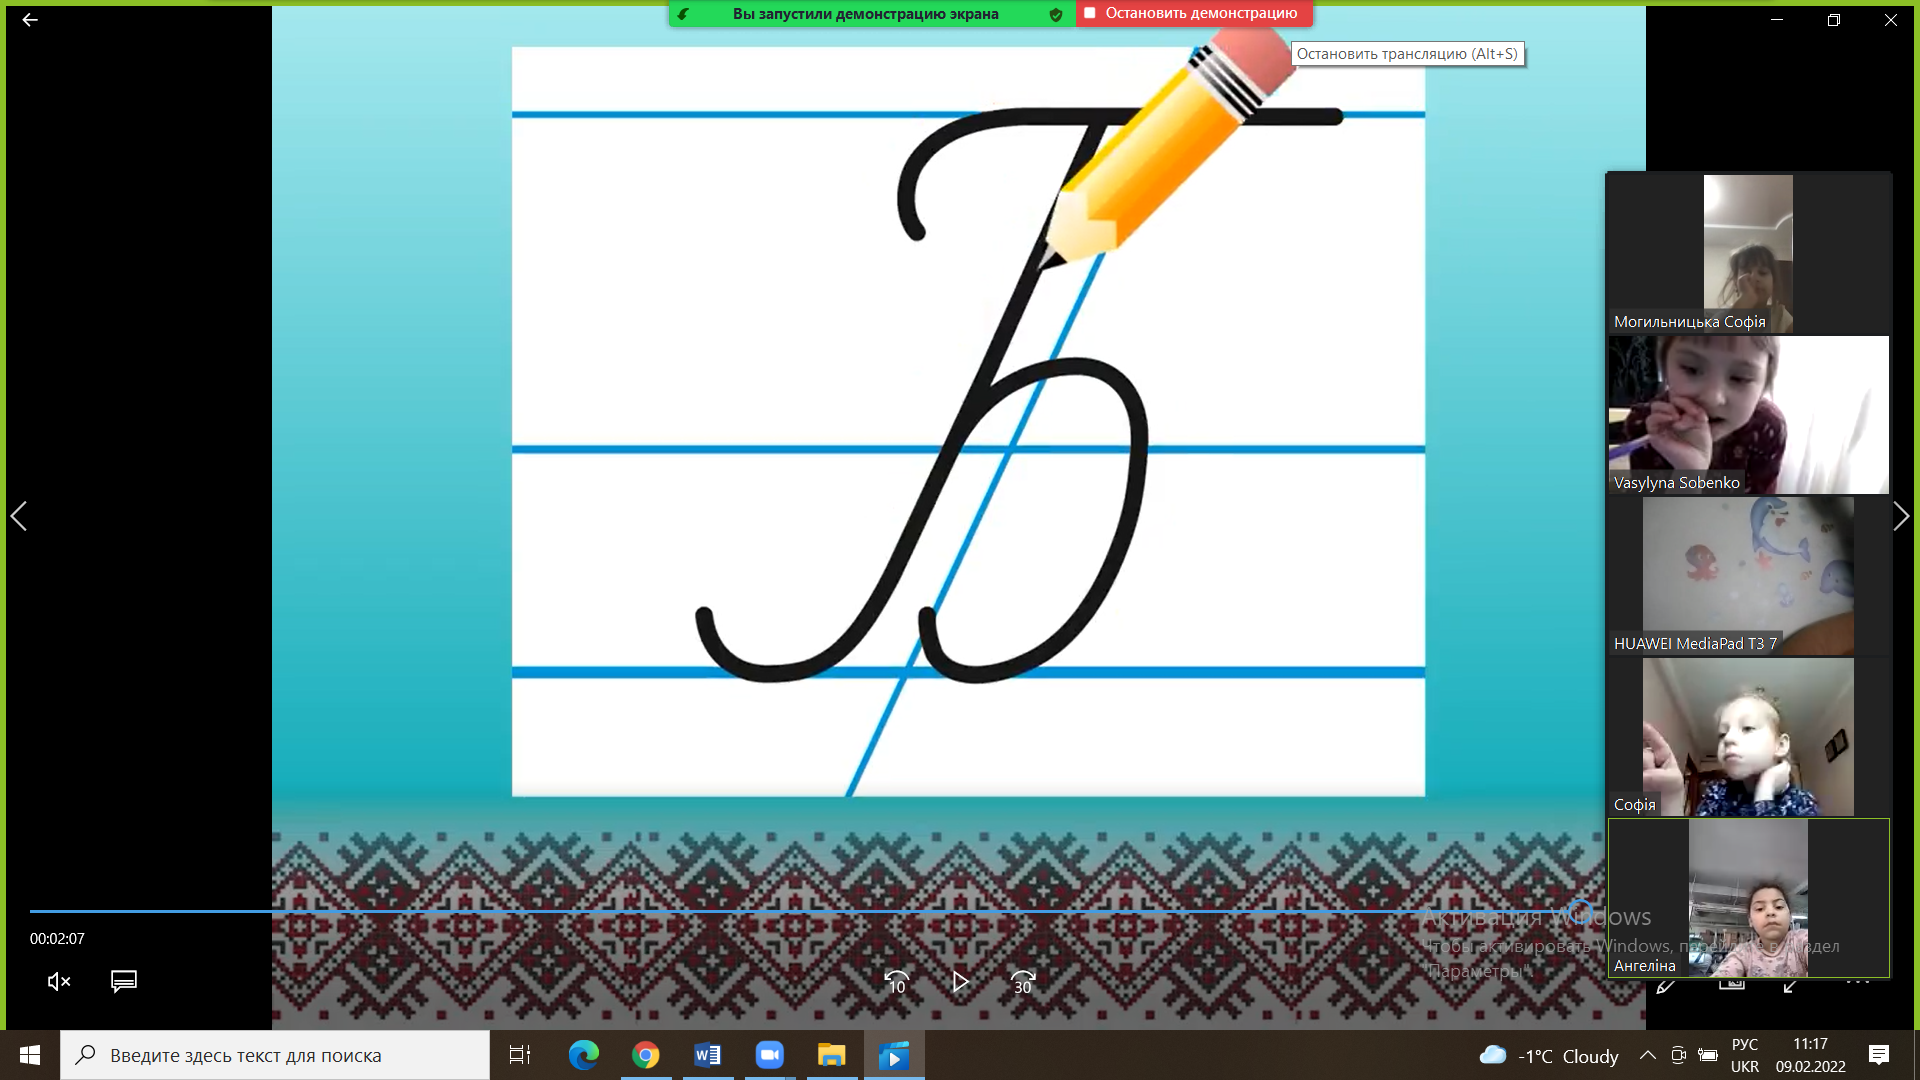 Вы запустили демонстрацию экрана
Остановить демонстрацию
Остановить трансляцию (Alt+S)
Б
Могильницька Софія
Vasylyna Sobenko
HUAWEI MediaPad T3 7
Софія
Ангеліна
Активация Windows
Чтобы активировать Windows, перейдите в раздел
"Параметры".
00:02:07
10
30
Введите здесь текст для поиска
-1°C Cloudy
РУС
UKR
11:17
09.02.2022